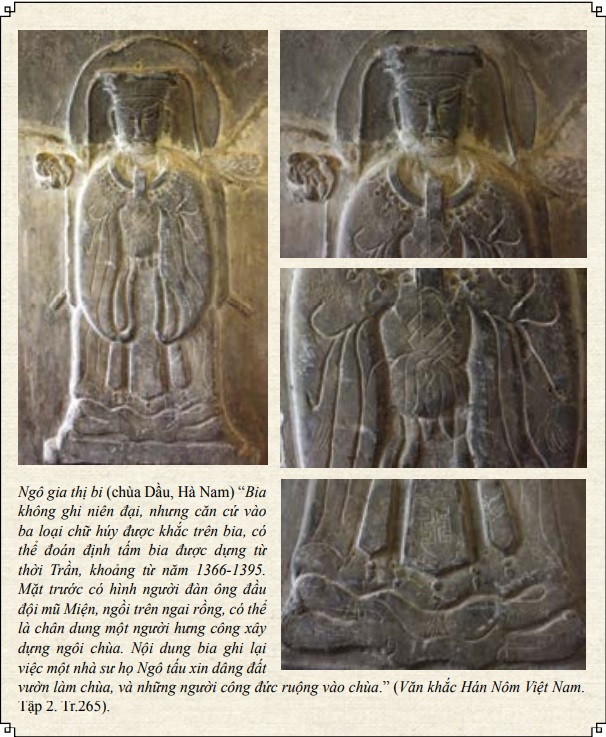 Ngô gia thị bi (chùa Dầu, Hà Nam) “Bia
không ghi niên đại, nhưng căn cứ vào
ba loại chữ húy được khắc trên bia, có
thể đoán định tấm bia được dựng từ
thời Trần, khoảng từ năm 1366-1395.
Mặt trước có hình người đàn ông đầu
đội mũ Miện, ngồi trên ngai rồng, có thể
là chân dung một người hưng công xây
dựng ngôi chùa. Nội dung bia ghi lại
việc một nhà sư họ Ngô tấu xin dâng đất
vườn làm chùa, và những người công đức ruộng vào chùa.” (Văn khắc Hán Nôm Việt Nam.
Tập 2. Tr.265).